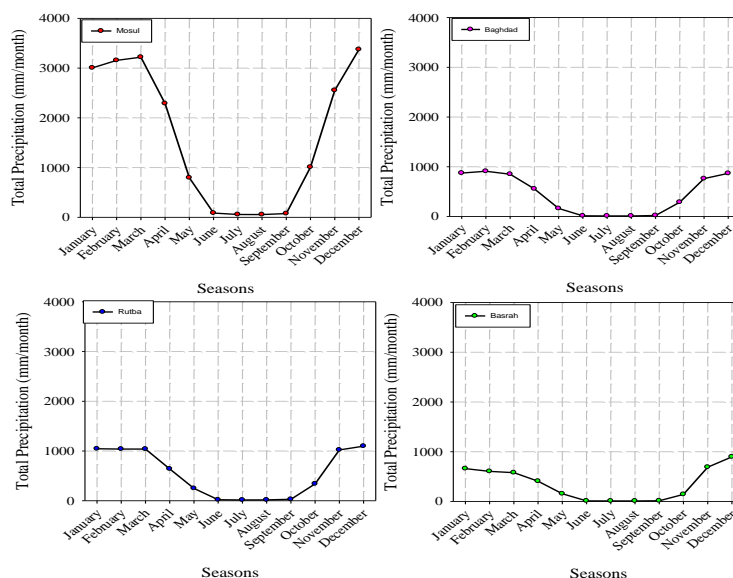 Total Precipitation (mm/month)
4000
3000
2000
1000
0
Mosul
January
February
March
April
May
June
July
August
September
October
November
December
Seasons
Total Precipitation (mm/month)
4000
3000
2000
1000
0
Baghdad
January
February
March
April
May
June
July
August
September
October
November
December
Seasons
Total Precipitation (mm/month)
4000
3000
2000
1000
0
Rutba
January
February
March
April
May
June
July
August
September
October
November
December
Seasons
Total Precipitation (mm/month)
4000
3000
2000
1000
0
Basrah
January
February
March
April
May
June
July
August
September
October
November
December
Seasons